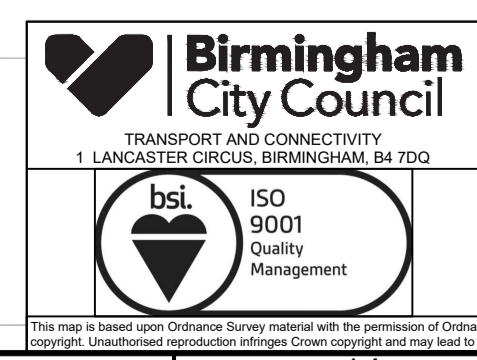 Birmingham
City Council
TRANSPORT AND CONNECTIVITY
1 LANCASTER CIRCUS, BIRMINGHAM, B4 7DQ
bsi.
ISO
9001
Quality
Management
This map is based upon Ordnance Survey material with the permission of
copyright. Unauthorised reproduction infringes Crown copyright and may lead to